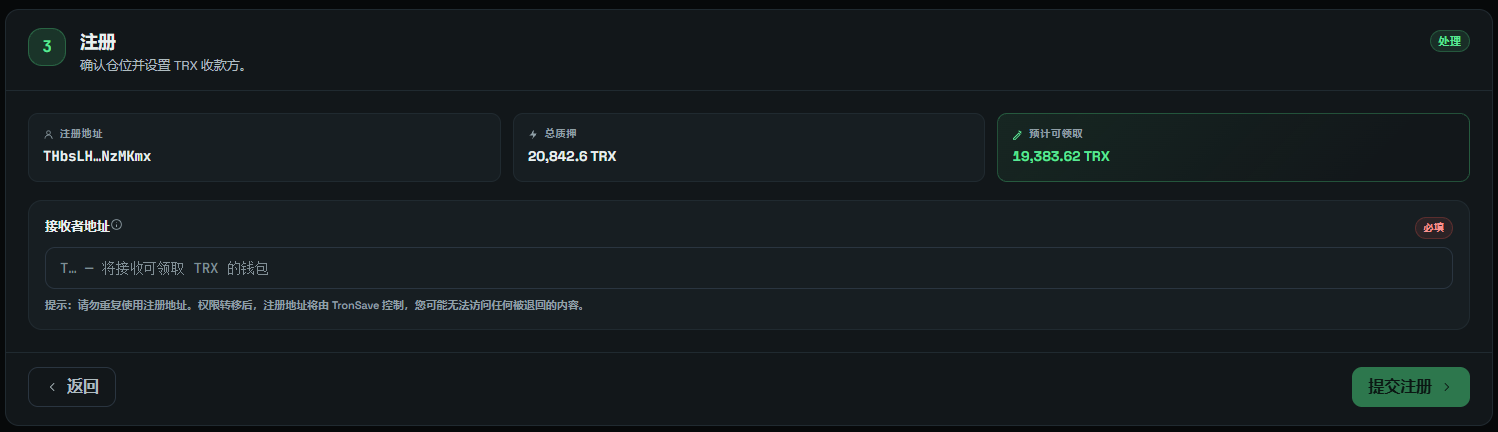 3
注册
确认仓位并设置 TRX 收款方。
处理
注册地址
THbsLH…NzMKmx
总质押
20,842.6 TRX
预计可领取
19,383.62 TRX
接收者地址
必填
T… — 将接收可领取 TRX 的钱包
提示：请勿重复使用注册地址。权限转移后，注册地址将由 TronSave 控制，您可能无法访问任何被退回的内容。
返回
提交注册